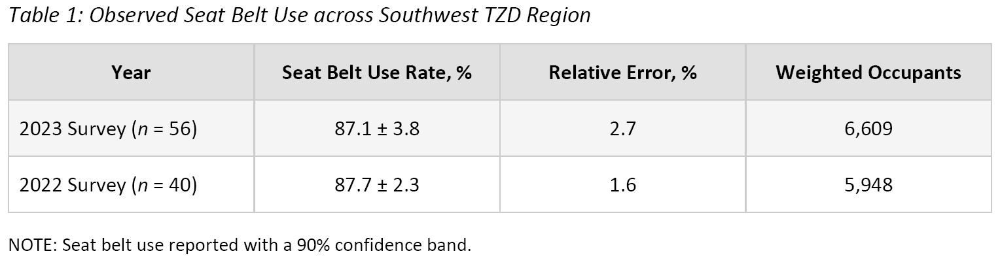 Table 1: Observed Seat Belt Use across Southwest TZD Region
Year Seat Belt Use Rate, % Relative Error, % Weighted Occupants
2023 Survey (n = 56) 87.1 ± 3.8 2.7 6,609
2022 Survey (n = 40) 87.7 ± 2.3 1.6 5,948
NOTE: Seat belt use reported with a 90% confidence band.